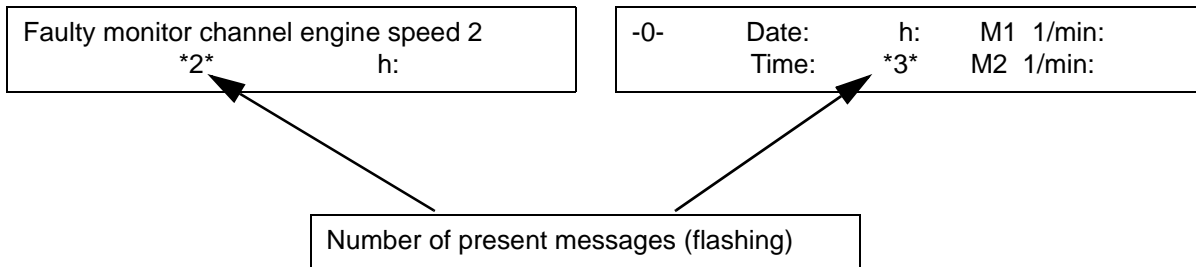 Faulty monitor channel engine speed 2
*2* h:
-0- Date: h: M1 1/min:
Time: *3* M2 1/min:
Number of present messages (flashing)